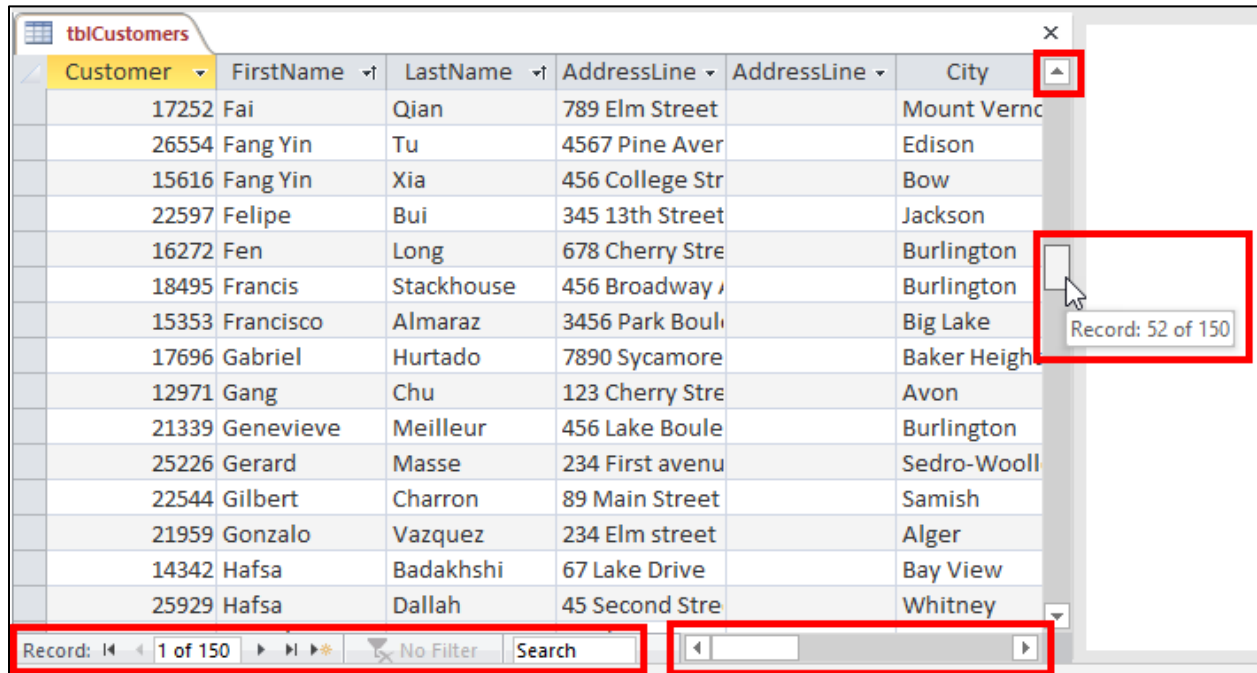 tblCustomers
Customer FirstName LastName AddressLine AddressLine City
17252 Fai Qian 789 Elm Street Mount Vernc
26554 Fang Yin Tu 4567 Pine Aver Edison
15616 Fang Yin Xia 456 College Str Bow
22597 Felipe Bui 345 13th Street Jackson
16272 Fen Long 678 Cherry Stre Burlington
18495 Francis Stackhouse 456 Broadway Burlington
15353 Francisco Almaraz 3456 Park Boul Big Lake
Record: 52 of 150
17696 Gabriel Hurtado 7890 Sycamore Baker Heigh
12971 Gang Chu 123 Cherry Stre Avon
21339 Genevieve Meilleur 456 Lake Boule Burlington
25226 Gerard Masse 234 First avenu Sedro-Wooll
22544 Gilbert Charron 89 Main Street Samish
21959 Gonzalo Vazquez 234 Elm street Alger
14342 Hafsa Badakhshi 67 Lake Drive Bay View
25929 Hafsa Dallah 45 Second Stre Whitney
Record: 1 of 150 No Filter Search